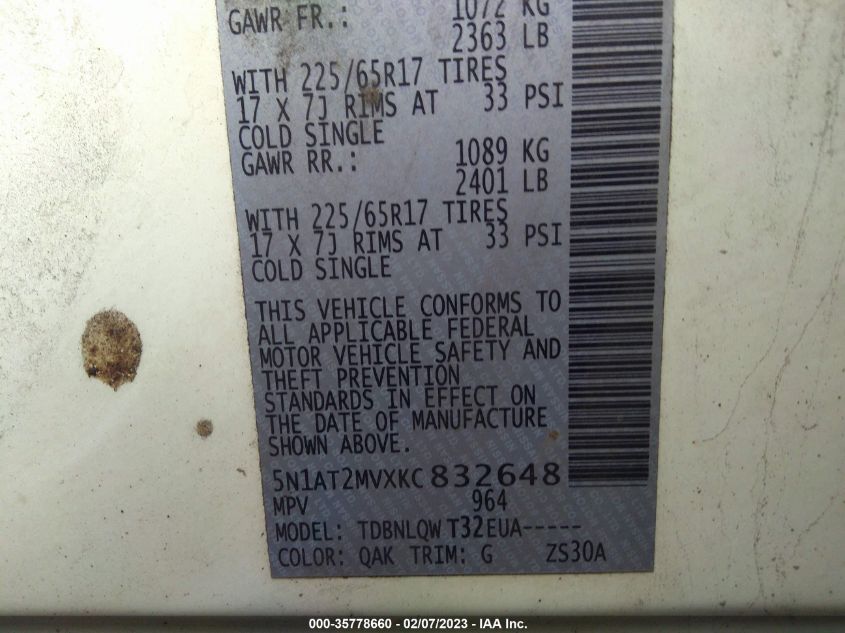 GAWR FR.: 1072 KG
2363 LB
WITH 225/65R17 TIRES
17 X 7J RIMS AT 33 PSI
COLD SINGLE
GAWR RR.: 1089 KG
2401 LB
WITH 225/65R17 TIRES
17 X 7J RIMS AT 33 PSI
COLD SINGLE
THIS VEHICLE CONFORMS TO
ALL APPLICABLE FEDERAL
MOTOR VEHICLE SAFETY AND
THEFT PREVENTION
STANDARDS IN EFFECT ON
THE DATE OF MANUFACTURE
SHOWN ABOVE.
5N1AT2MVXKC832648
MPV 964
MODEL: TDBNLQW T32EUA-----
COLOR: QAK TRIM: G ZS30A
000-35778660 - 02/07/2023 - IAA Inc.